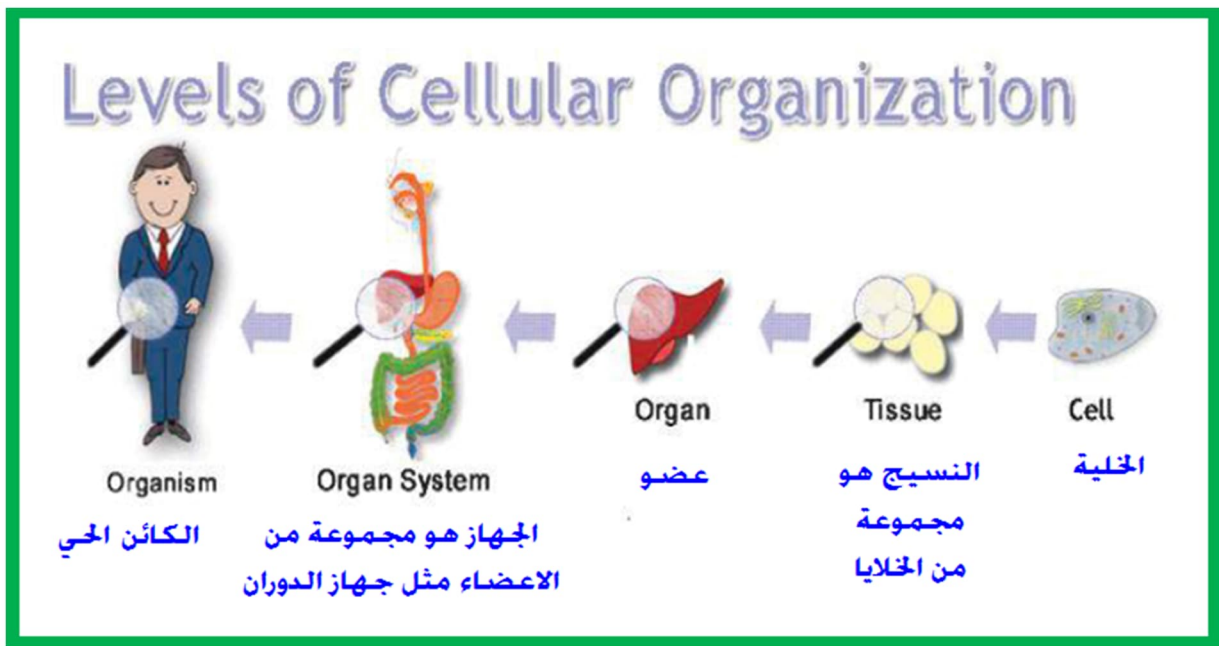 Levels of Cellular Organization
Cell
الخلية
Tissue
النسيج هو
مجموعة
من الخلايا
Organ
عضو
Organ System
الجهاز هو مجموعة من
الاعضاء مثل جهاز الدوران
Organism
الكائن الحي